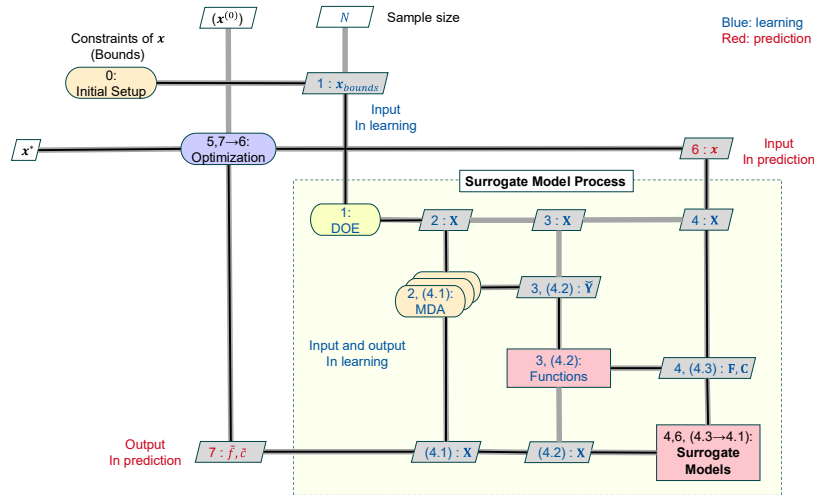 (𝒙⁽⁰⁾)
N
Sample size
Blue: learning
Red: prediction
Constraints of 𝒙
(Bounds)
0:
Initial Setup
1 : 𝒙_bounds
Input
In learning
5,7→6:
Optimization
𝒙*
6 : 𝒙
Input
In prediction
Surrogate Model Process
1:
DOE
2 : 𝐗
3 : 𝐗
4 : 𝐗
2, (4.1):
MDA
3, (4.2) : 𝐘̆
Input and output
In learning
3, (4.2):
Functions
4, (4.3) : 𝐅, 𝐂
Output
In prediction
7 : f̃, c̃
(4.1) : 𝐗
(4.2) : 𝐗
4,6, (4.3→4.1):
Surrogate
Models